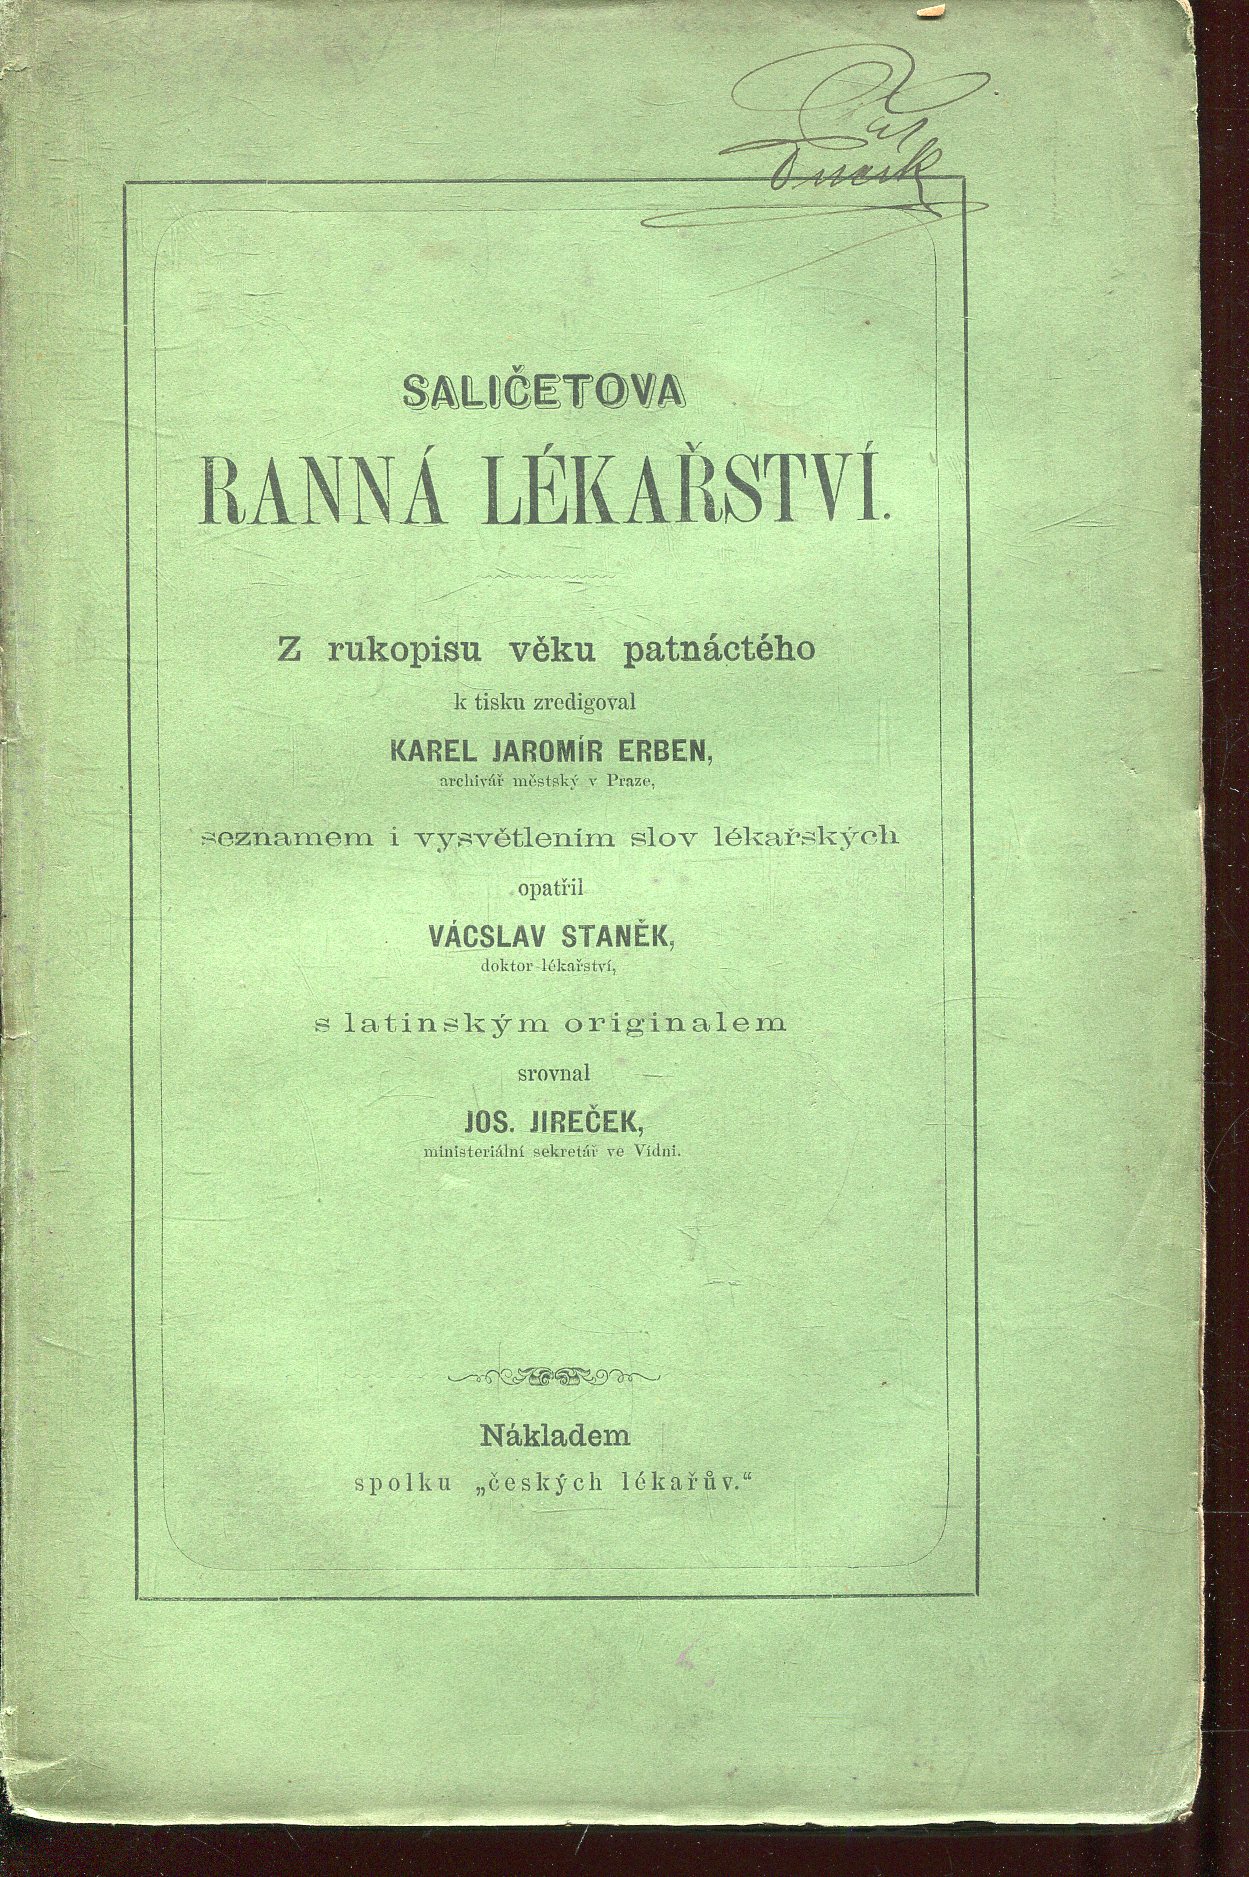 SALIČETOVA
RANNÁ LÉKAŘSTVÍ.
Z rukopisu věku patnáctého
k tisku zredigoval
KAREL JAROMÍR ERBEN,
archivář městský v Praze,
seznamem i vysvětlením slov lékařských
opatřil
VÁCSLAV STANĚK,
doktor lékařství,
s latinským originalem
srovnal
JOS. JIREČEK,
ministeriální sekretář ve Vídni.
Nákladem
spolku „českých lékařův.“